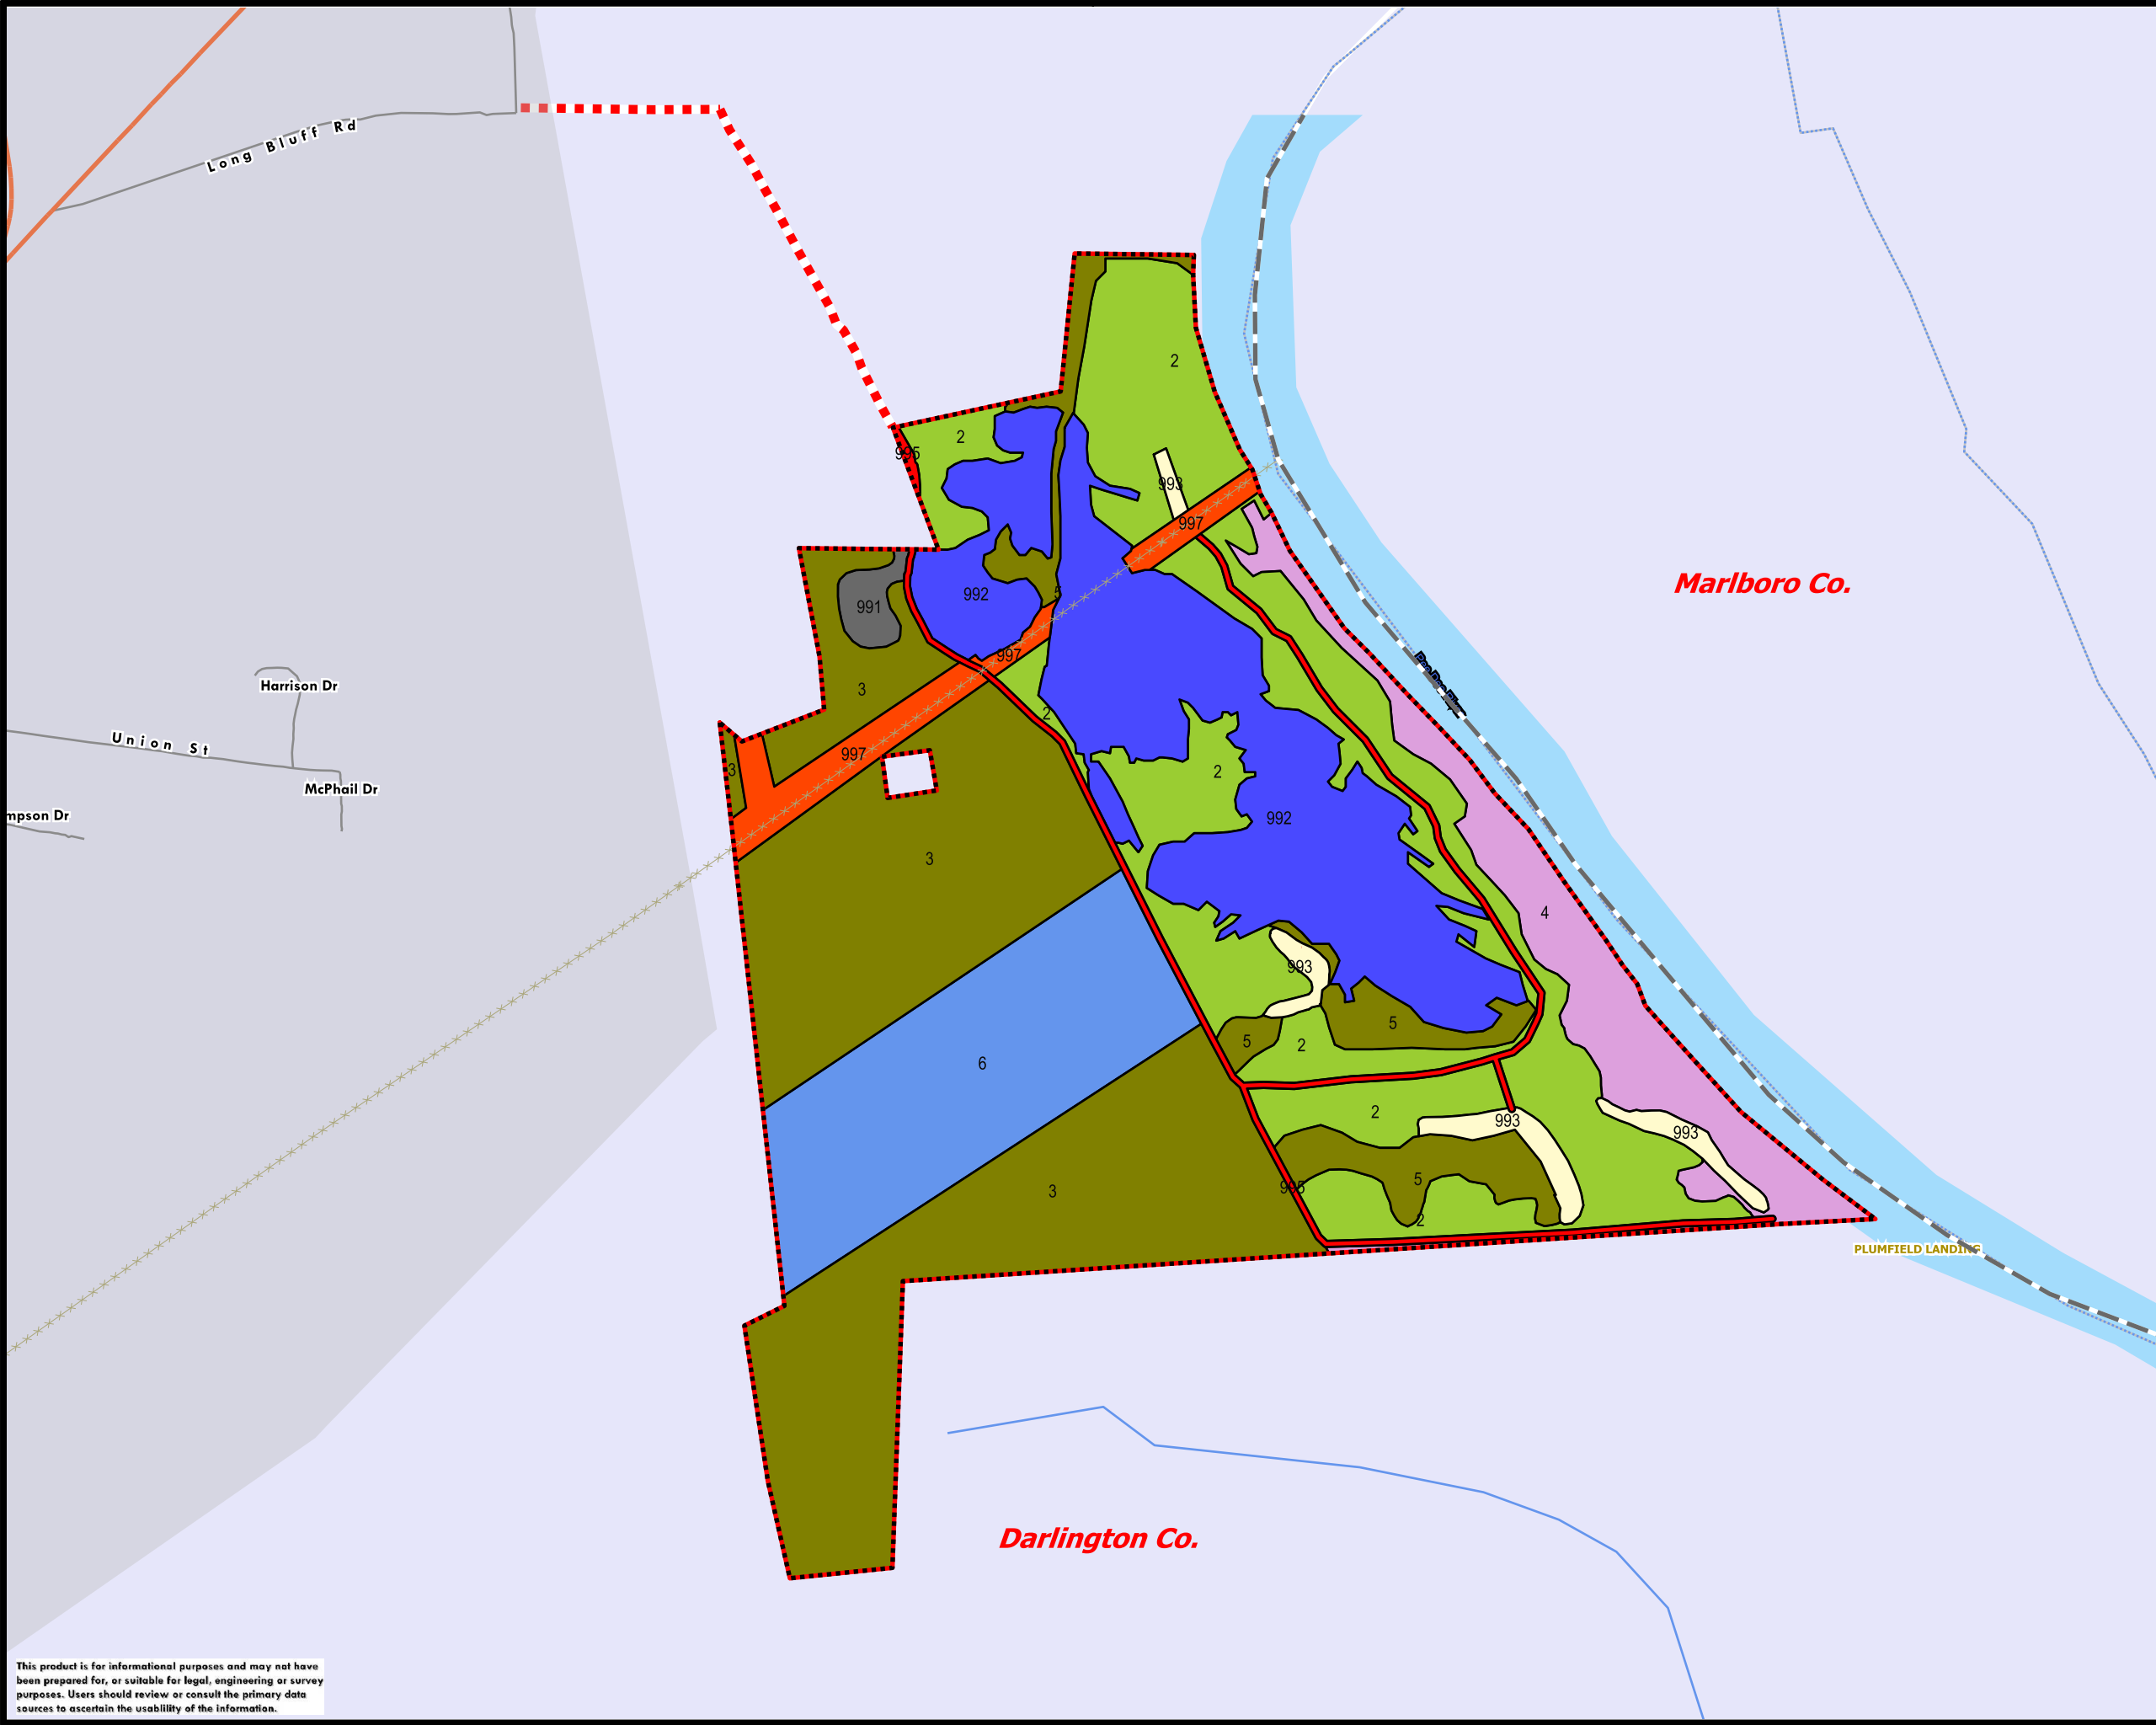 Long Bluff Rd
2
2
995
993
997
Marlboro Co.
992
5
991
997
Harrison Dr
3
2
Union St
997
3
2
McPhail Dr
mpson Dr
992
3
4
993
5
5
2
6
2
993
993
5
3
995
2
PLUMFIELD LANDING
Darlington Co.
This product is for informational purposes and may not have
been prepared for, or suitable for legal, engineering or survey
purposes. Users should review or consult the primary data
sources to ascertain the usablility of the information.